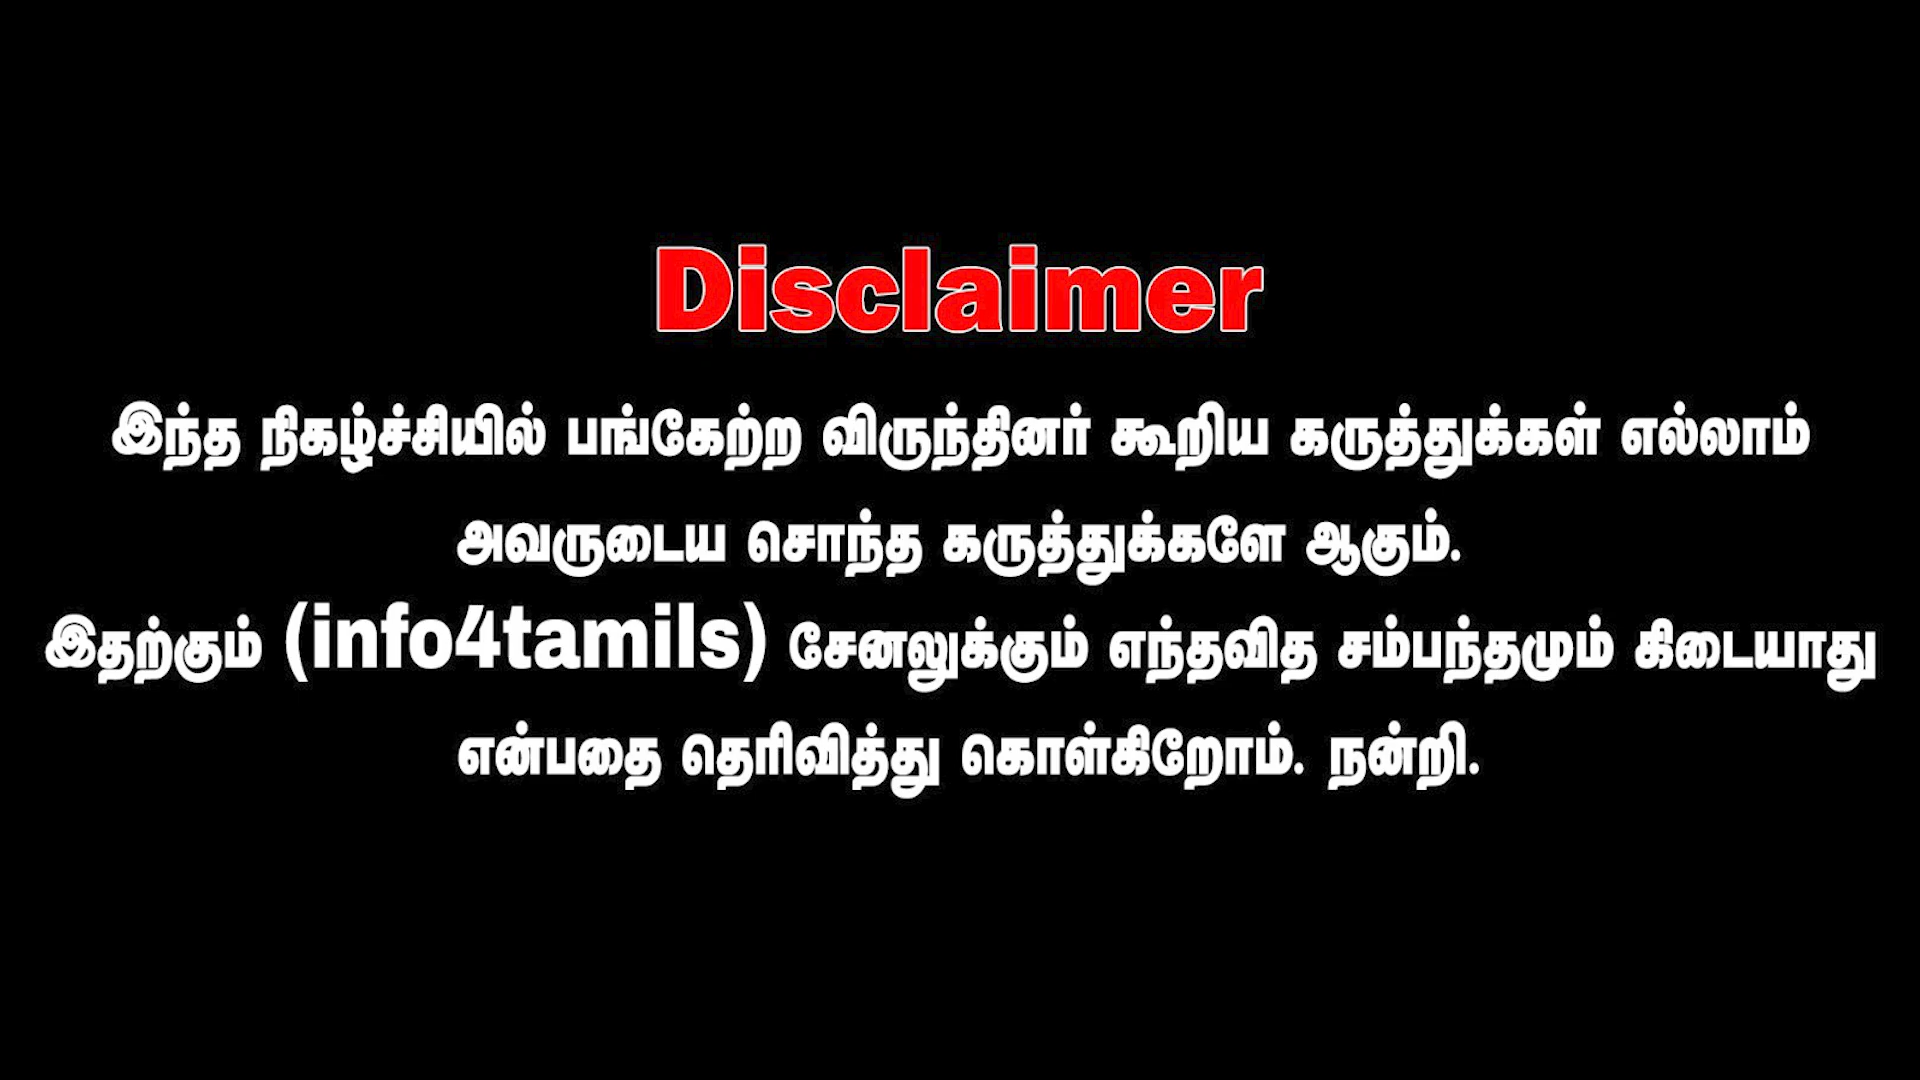 Disclaimer
இந்த நிகழ்ச்சியில் பங்கேற்ற விருந்தினர் கூறிய கருத்துக்கள் எல்லாம்
அவருடைய சொந்த கருத்துக்களே ஆகும்.
இதற்கும் (info4tamils) சேனலுக்கும் எந்தவித சம்பந்தமும் கிடையாது
என்பதை தெரிவித்து கொள்கிறோம். நன்றி.